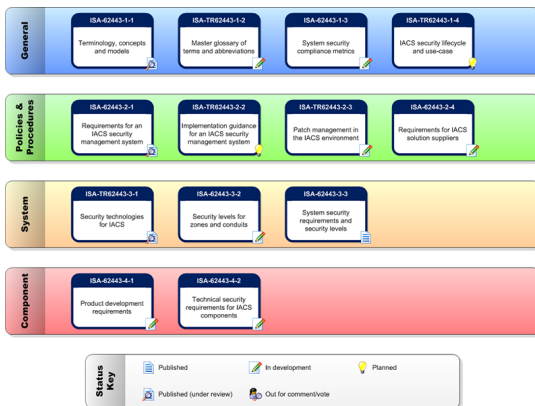 General
ISA-62443-1-1
Terminology, concepts
and models
ISA-TR62443-1-2
Master glossary of
terms and abbreviations
ISA-62443-1-3
System security
compliance metrics
ISA-TR62443-1-4
IACS security lifecycle
and use-case
Policies &
Procedures
ISA-62443-2-1
Requirements for an
IACS security
management system
ISA-TR62443-2-2
Implementation guidance
for an IACS security
management system
ISA-TR62443-2-3
Patch management in
the IACS environment
ISA-62443-2-4
Requirements for IACS
solution suppliers
System
ISA-TR62443-3-1
Security technologies
for IACS
ISA-62443-3-2
Security levels for
zones and conduits
ISA-62443-3-3
System security
requirements and
security levels
Component
ISA-62443-4-1
Product development
requirements
ISA-62443-4-2
Technical security
requirements for IACS
components
Status
Key
Published
In development
Planned
Published (under review)
Out for comment/vote